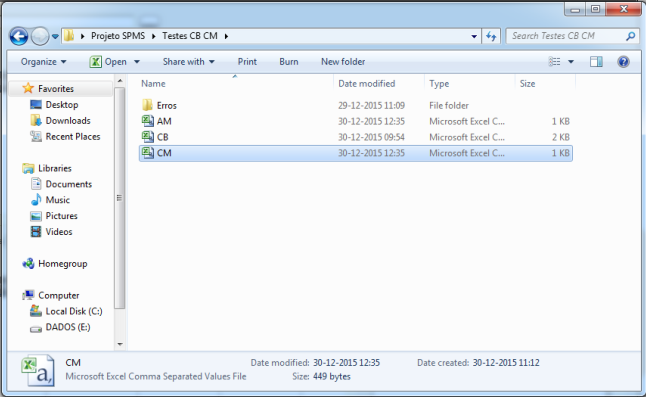 Projeto SPMS Testes CB CM Search Testes CB CM
Organize Open Share with Print Burn New folder
Favorites
Desktop
Downloads
Recent Places
Libraries
Documents
Music
Pictures
Videos
Homegroup
Computer
Local Disk (C:)
DADOS (E:)
Name Date modified Type Size
Erros 29-12-2015 11:09 File folder
AM 30-12-2015 12:35 Microsoft Excel C... 1 KB
CB 30-12-2015 09:54 Microsoft Excel C... 2 KB
CM 30-12-2015 12:35 Microsoft Excel C... 1 KB
CM Date modified: 30-12-2015 12:35 Date created: 30-12-2015 11:12
Microsoft Excel Comma Separated Values File Size: 449 bytes